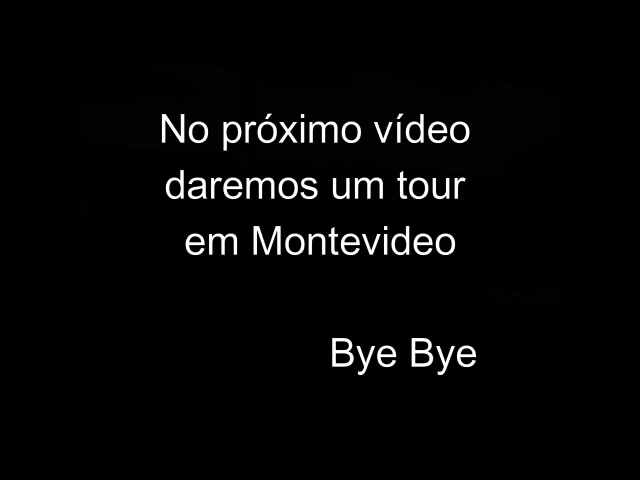 No próximo vídeo
daremos um tour
em Montevideo
Bye Bye